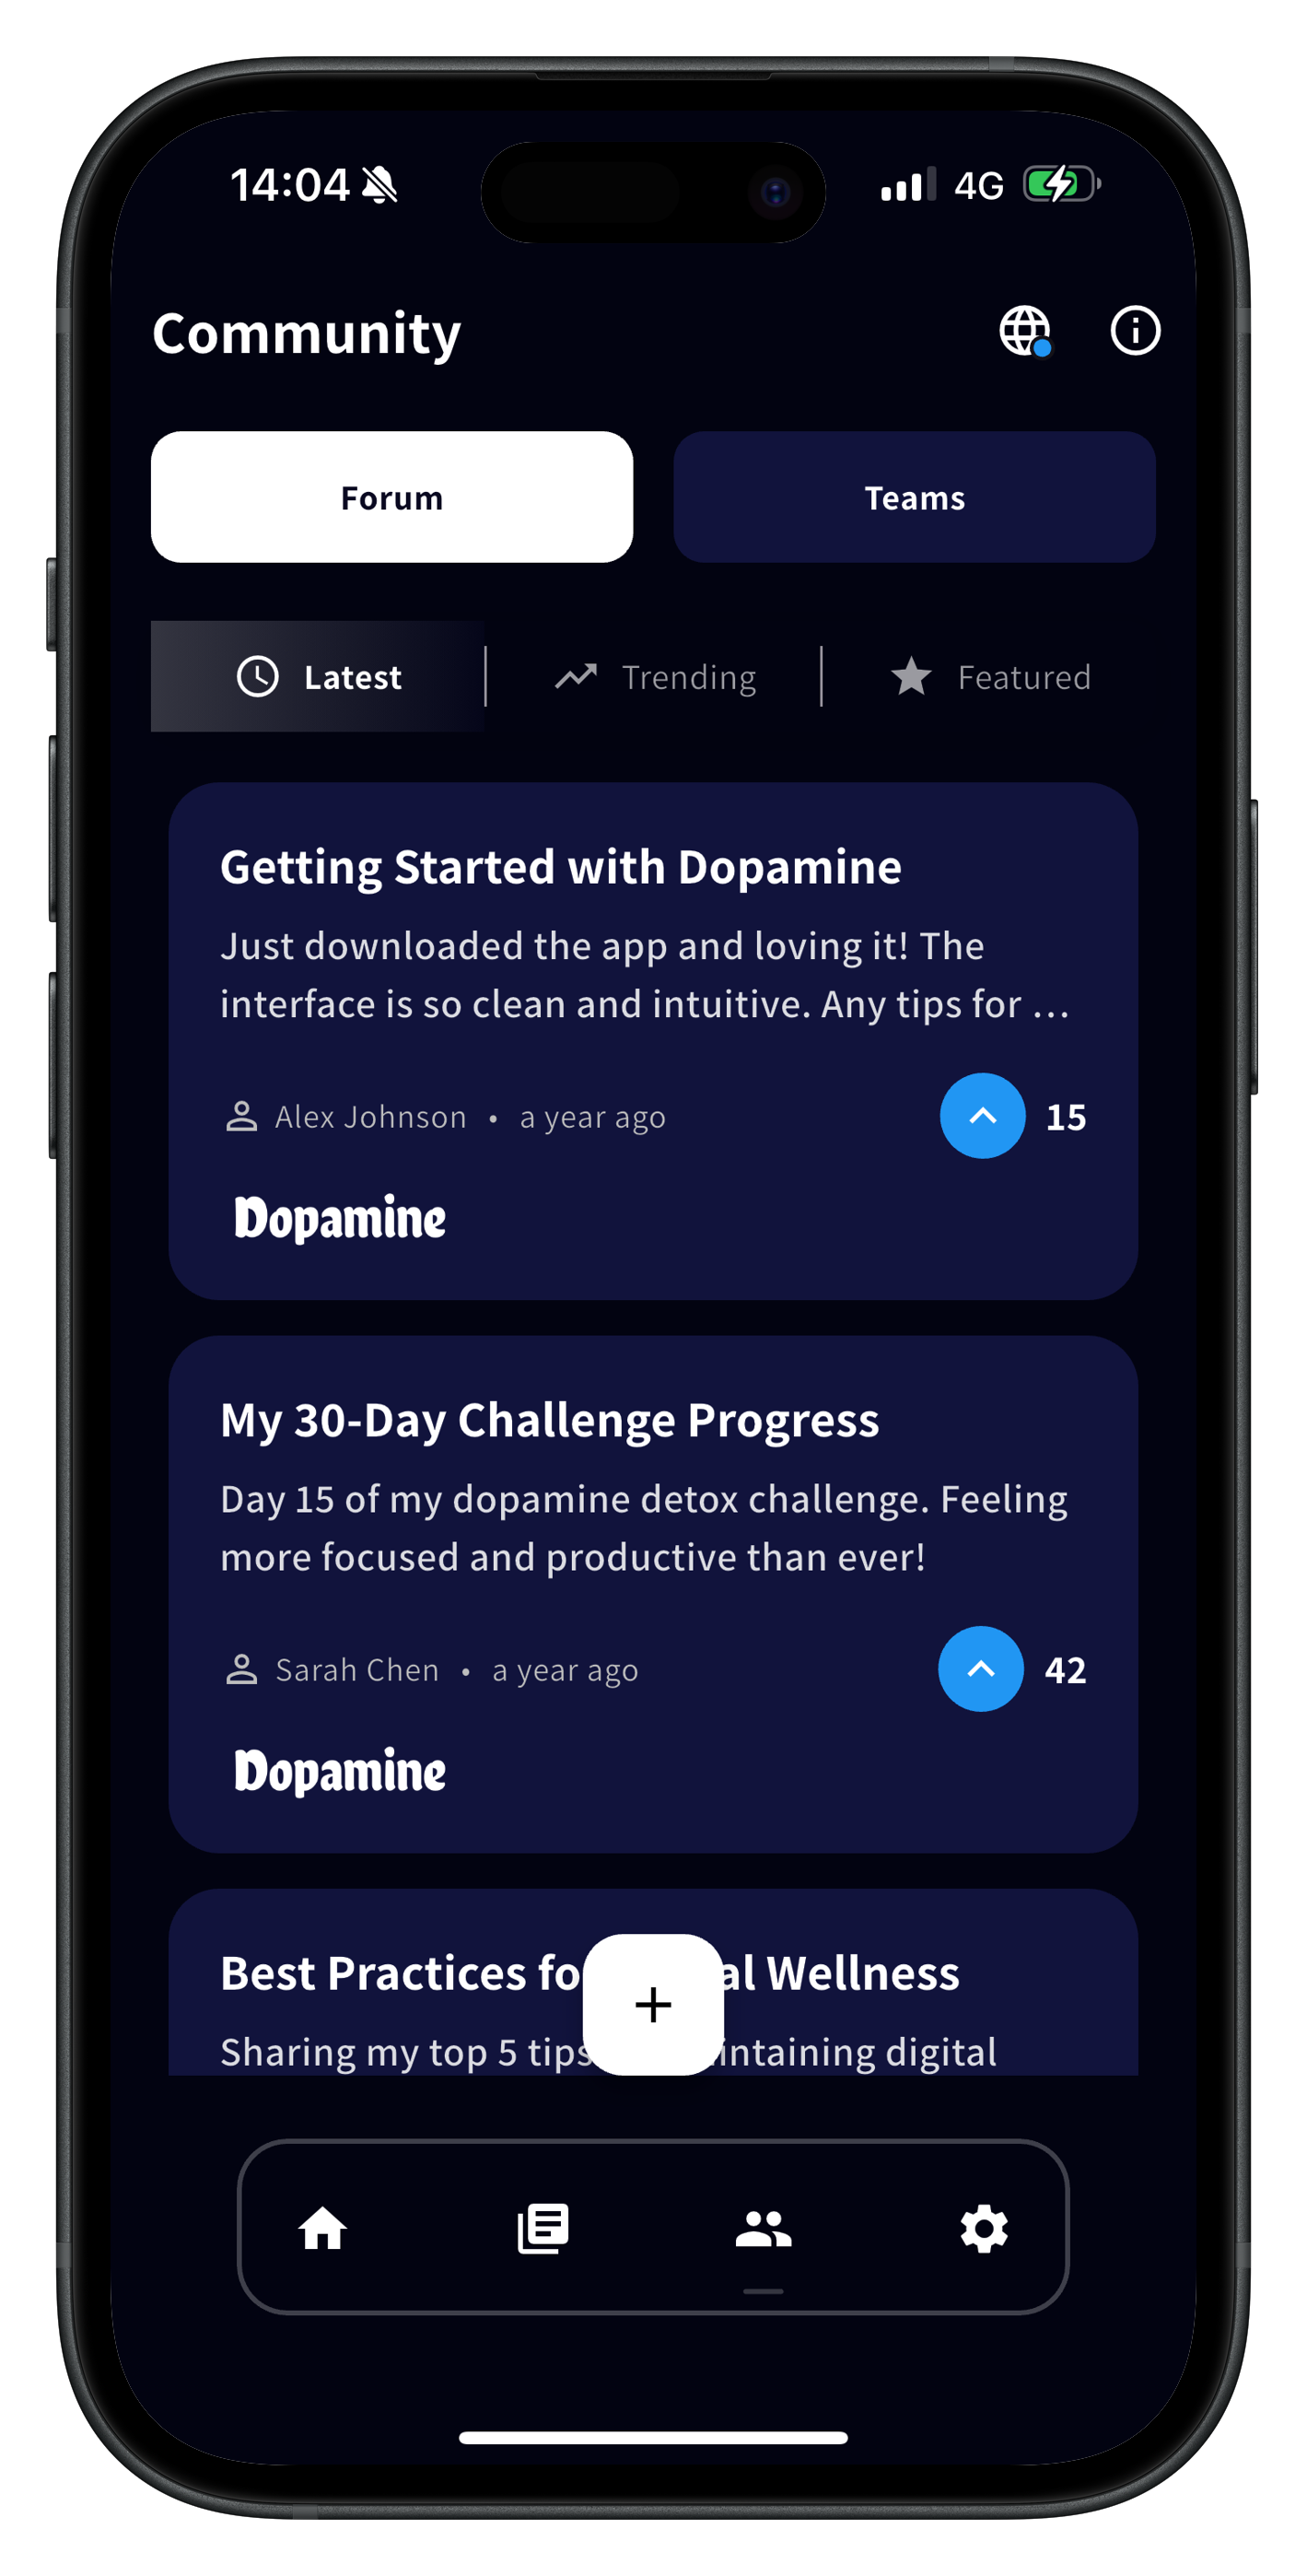 14:04
4G
Community
Forum
Teams
Latest
Trending
Featured
Getting Started with Dopamine
Just downloaded the app and loving it! The
interface is so clean and intuitive. Any tips for ...
Alex Johnson • a year ago
15
Dopamine
My 30-Day Challenge Progress
Day 15 of my dopamine detox challenge. Feeling
more focused and productive than ever!
Sarah Chen • a year ago
42
Dopamine
Best Practices fo al Wellness
+
Sharing my top 5 tips intaining digital